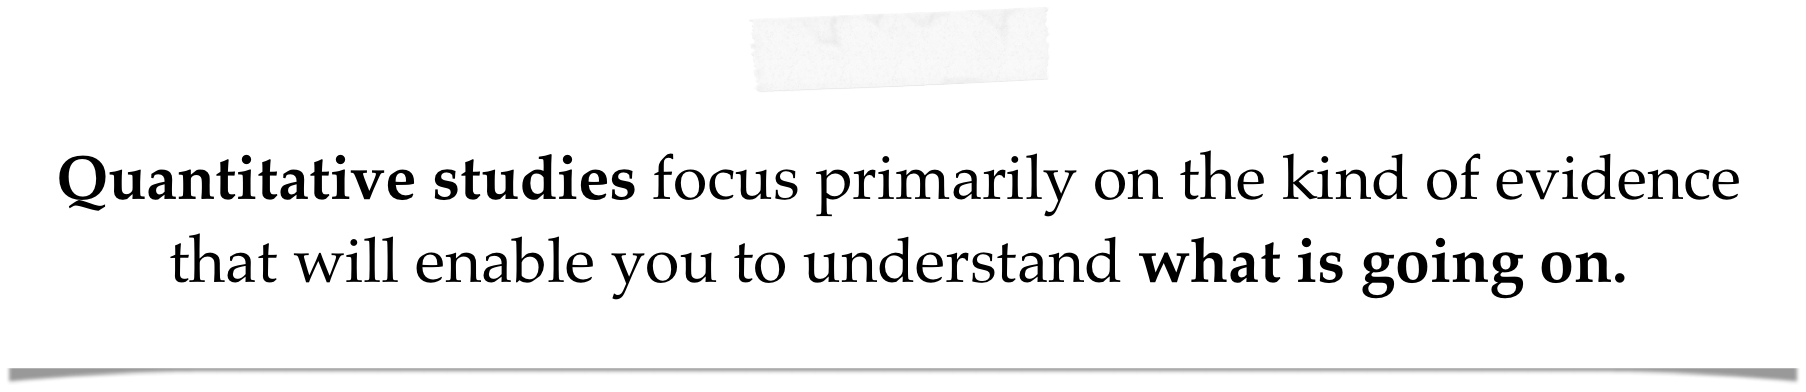 Quantitative studies focus primarily on the kind of evidence
that will enable you to understand what is going on.